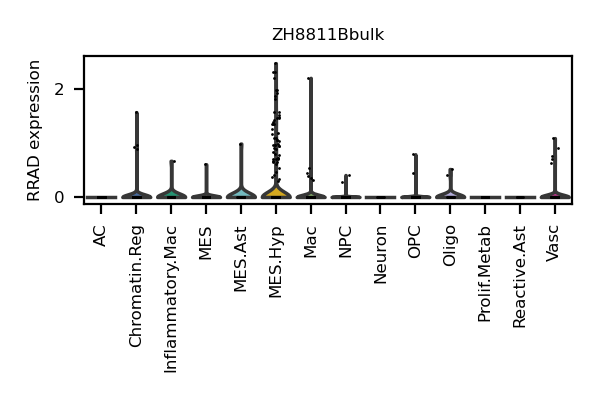 ZH8811Bbulk
RRAD expression
2
0
AC
Chromatin.Reg
Inflammatory.Mac
MES
MES.Ast
MES.Hyp
Mac
NPC
Neuron
OPC
Oligo
Prolif.Metab
Reactive.Ast
Vasc